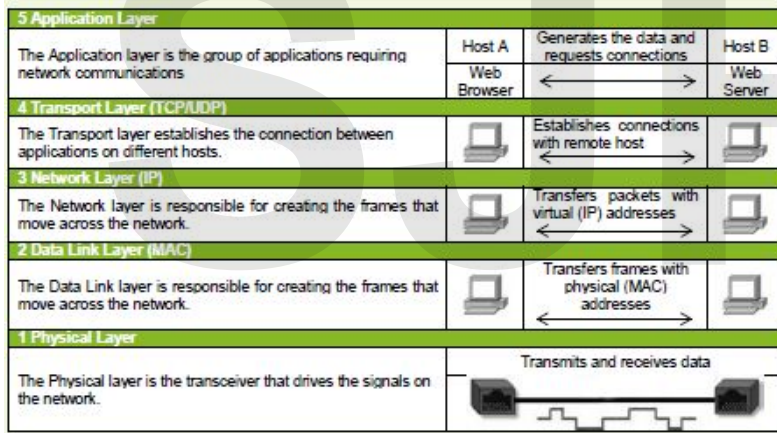 5 Application Layer
The Application layer is the group of applications requiring
network communications
Host A
Generates the data and
requests connections
Host B
Web
Browser
Web
Server
4 Transport Layer (TCP/UDP)
The Transport layer establishes the connection between
applications on different hosts.
Establishes connections
with remote host
3 Network Layer (IP)
The Network layer is responsible for creating the frames that
move across the network.
Transfers packets with
virtual (IP) addresses
2 Data Link Layer (MAC)
The Data Link layer is responsible for creating the frames that
move across the network.
Transfers frames with
physical (MAC)
addresses
1 Physical Layer
The Physical layer is the transceiver that drives the signals on
the network.
Transmits and receives data